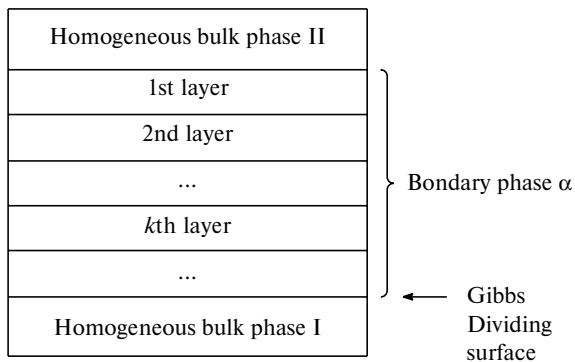 Homogeneous bulk phase II
1st layer
2nd layer
...
kth layer
...
Homogeneous bulk phase I
Bondary phase α
Gibbs
Dividing
surface